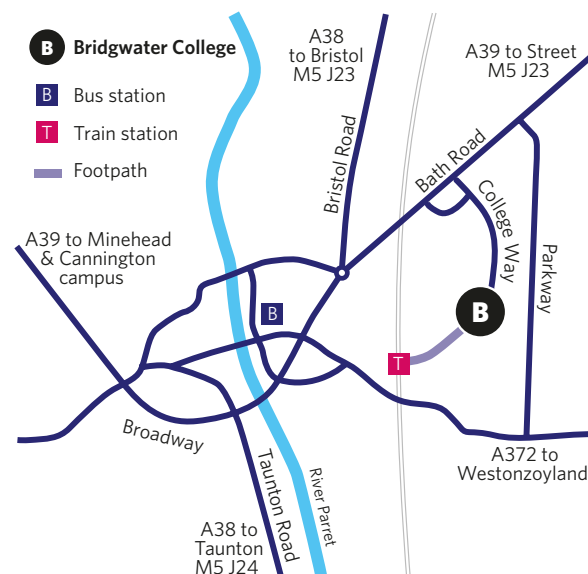 B Bridgwater College
B Bus station
T Train station
Footpath
A38
to Bristol
M5 J23
A39 to Street
M5 J23
Bristol Road
Bath Road
College Way
Parkway
A39 to Minehead
& Cannington
campus
B
B
T
Broadway
Taunton Road
River Parret
A372 to
Westonzoyland
A38 to
Taunton
M5 J24